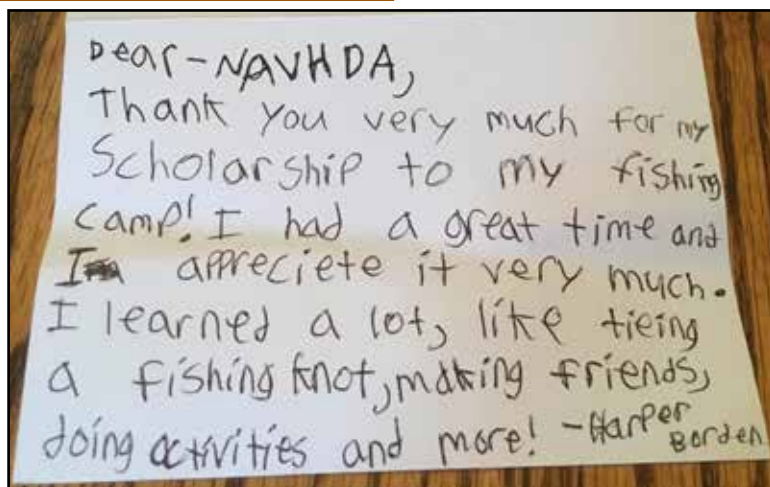 Dear-NAVHDA,
Thank you very much for my
Scholarship to my fishing
camp! I had a great time and
I appreciete it very much.
I learned a lot, like tieing
a fishing knot, making friends,
doing activities and more! -Harper
Borden